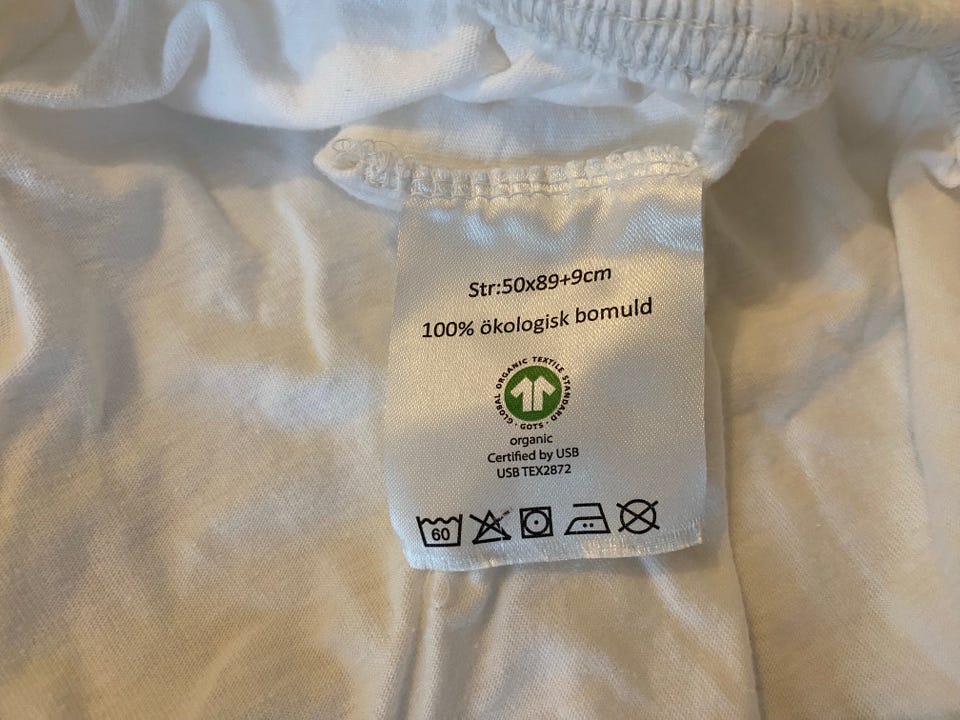 Str:50x89+9cm
100% ökologisk bomuld
GLOBAL ORGANIC TEXTILE STANDARD
· GOTS ·
organic
Certified by USB
USB TEX2872
60